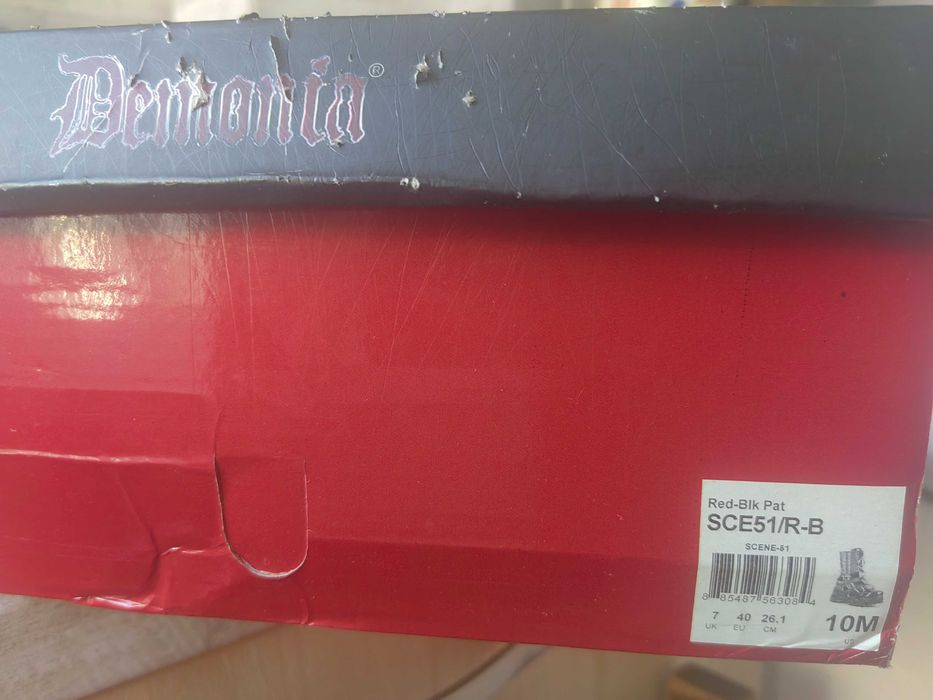 Demonia®
Red-Blk Pat
SCE51/R-B
SCENE-51
8 85487 56308 4
7 40 26.1
UK EU CM
10M
US